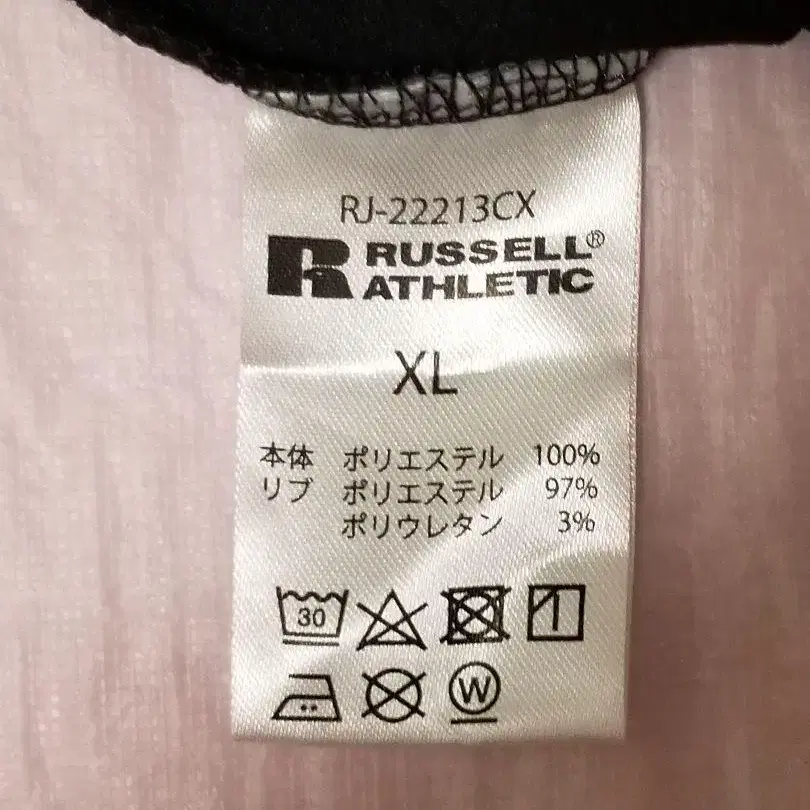 RJ-22213CX
RUSSELL®
ATHLETIC
XL
本体 ポリエステル 100%
リブ ポリエステル 97%
ポリウレタン 3%
30
W